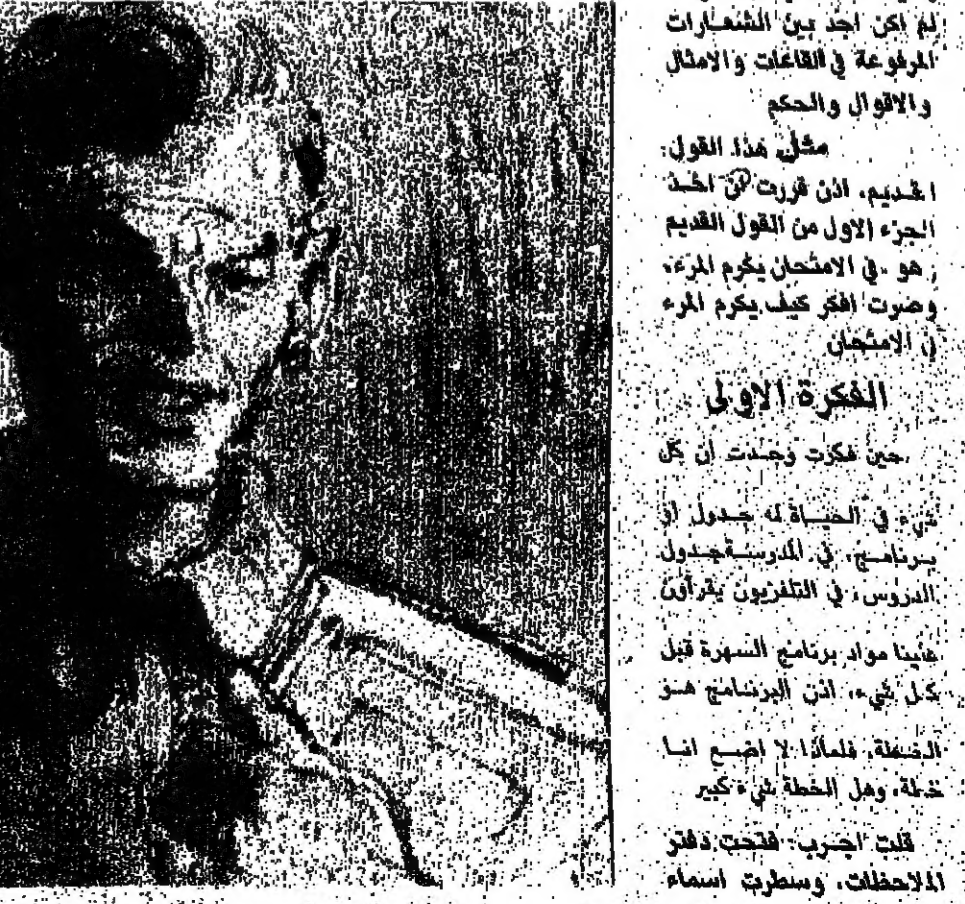 لم اكن اجد بين الشعارات
المرفوعة في القاعات والامثال
والاقوال والحكم
مثل هذا القول
القديم، اذن قررت ان اخذ
الجزء الاول من القول القديم
هو في الامتحان يكرم المرء،
وصرت افكر كيف يكرم المرء
في الامتحان
الفكرة الاولى
حين فكرت وجدت ان كل
شيء في الحياة له جدول او
برنامج، في المدرسة جدول
الدروس، في التلفزيون يقرأون
علينا مواد برنامج السهرة قبل
كل شيء، اذن البرنامج هو
الخطة، فلماذا لا اضع انا
خطة، وهل الخطة شيء كبير
قلت اجرب. فتحت دفتر
الملاحظات، وسطرت اسماء